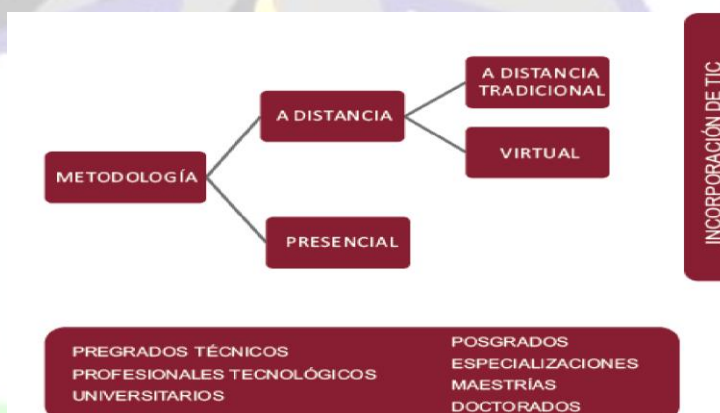 A DISTANCIA
TRADICIONAL
A DISTANCIA
VIRTUAL
METODOLOGÍA
PRESENCIAL
INCORPORACIÓN DE TIC
PREGRADOS TÉCNICOS
PROFESIONALES TECNOLÓGICOS
UNIVERSITARIOS
POSGRADOS
ESPECIALIZACIONES
MAESTRÍAS
DOCTORADOS